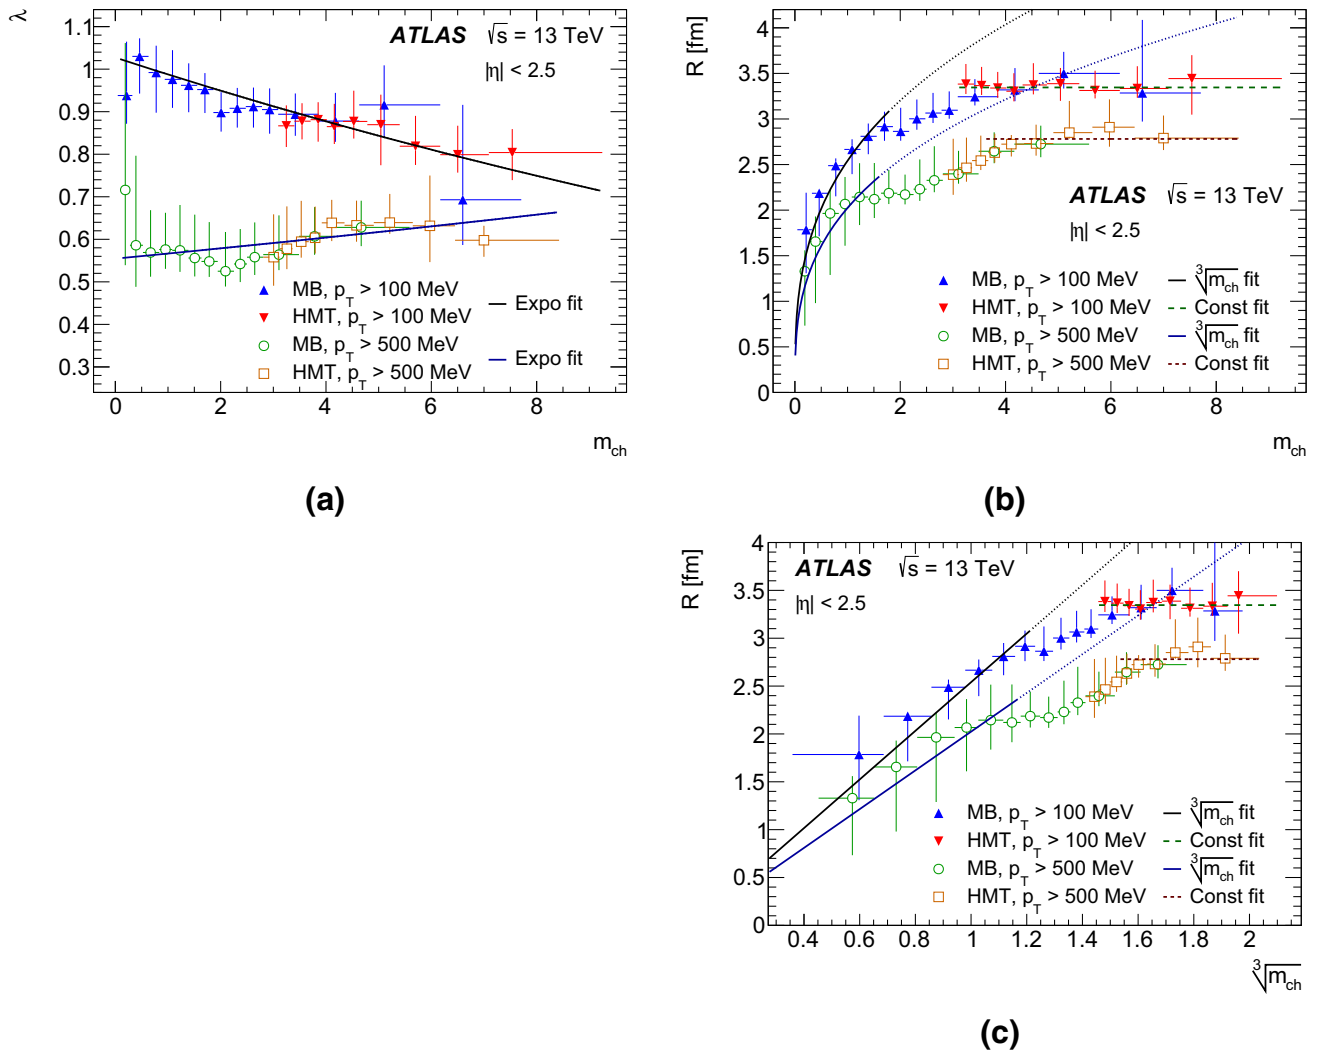 λ
1.1
1
0.9
0.8
0.7
0.6
0.5
0.4
0.3
ATLAS √s = 13 TeV
|η| < 2.5
MB, p_T > 100 MeV
HMT, p_T > 100 MeV
MB, p_T > 500 MeV
HMT, p_T > 500 MeV
Expo fit
Expo fit
0 2 4 6 8
m_ch
(a)
R [fm]
4
3.5
3
2.5
2
1.5
1
0.5
0
ATLAS √s = 13 TeV
|η| < 2.5
MB, p_T > 100 MeV
HMT, p_T > 100 MeV
MB, p_T > 500 MeV
HMT, p_T > 500 MeV
∛m_ch fit
Const fit
∛m_ch fit
Const fit
0 2 4 6 8
m_ch
(b)
R [fm]
4
3.5
3
2.5
2
1.5
1
0.5
0
ATLAS √s = 13 TeV
|η| < 2.5
MB, p_T > 100 MeV
HMT, p_T > 100 MeV
MB, p_T > 500 MeV
HMT, p_T > 500 MeV
∛m_ch fit
Const fit
∛m_ch fit
Const fit
0.4 0.6 0.8 1 1.2 1.4 1.6 1.8 2
∛m_ch
(c)